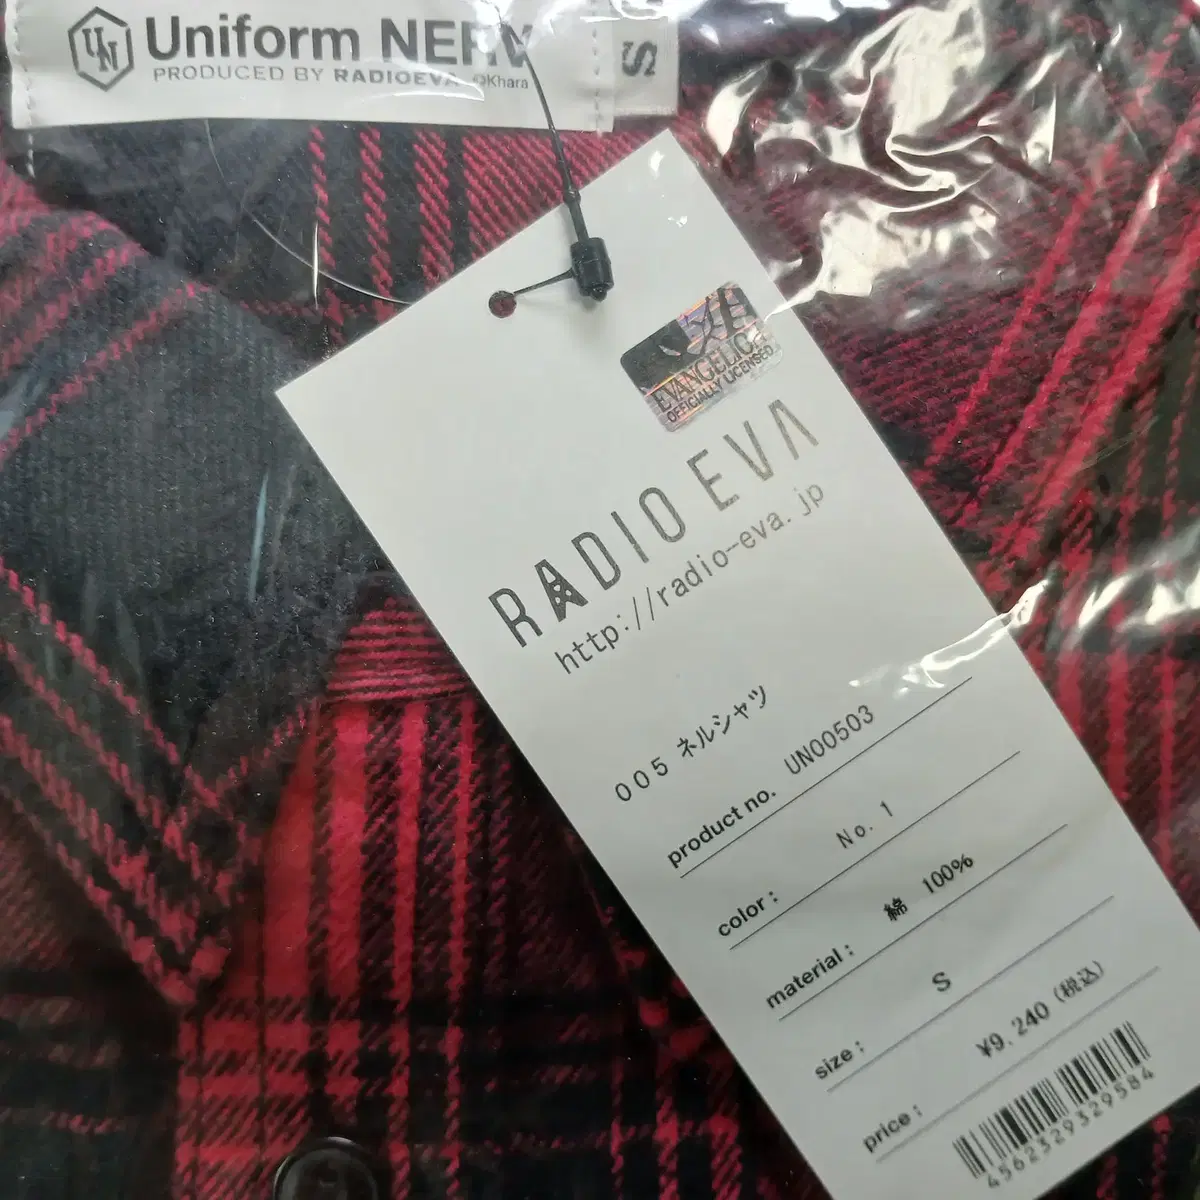 UN
Uniform NERV
PRODUCED BY RADIOEVA ©Khara
S
EVANGELION
OFFICIALLY LICENSED
RADIO EVA
http://radio-eva.jp
005 ネルシャツ
product no. UN00503
color: No. 1
material: 綿 100%
size: S
price: ¥9,240 (税込)
4562329329584